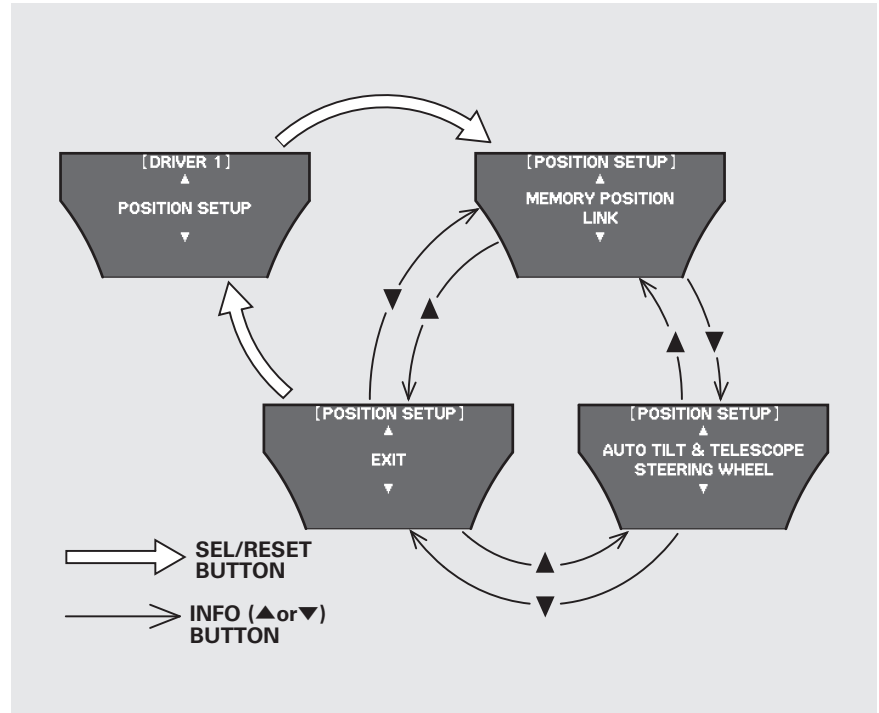 [DRIVER 1]
▲
POSITION SETUP
▼
[POSITION SETUP]
▲
MEMORY POSITION
LINK
▼
▼
▲
▲
▼
[POSITION SETUP]
▲
EXIT
▼
[POSITION SETUP]
▲
AUTO TILT & TELESCOPE
STEERING WHEEL
▼
▲
▼
SEL/RESET
BUTTON
INFO (▲or▼)
BUTTON